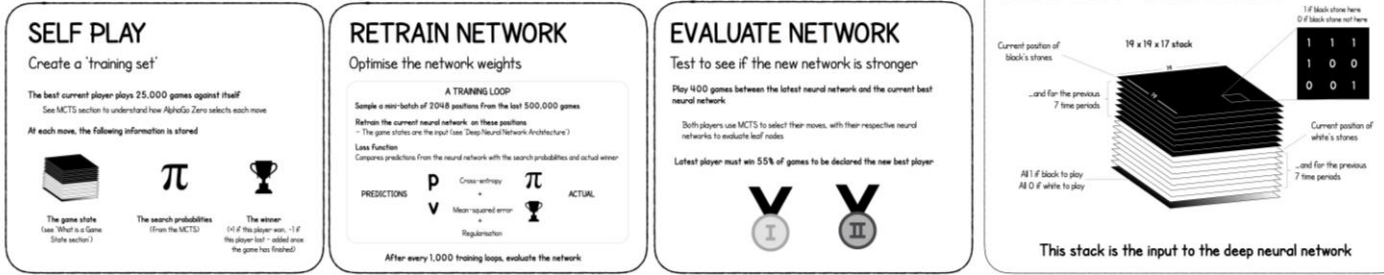 SELF PLAY
Create a 'training set'
The best current player plays 25,000 games against itself
See MCTS section to understand how AlphaGo Zero selects each move
At each move, the following information is stored
π
The game state
(see 'What is a Game
State section')
The search probabilities
(from the MCTS)
The winner
(+1 if this player won, -1 if
this player lost - added once
the game has finished)
RETRAIN NETWORK
Optimise the network weights
A TRAINING LOOP
Sample a mini-batch of 2048 positions from the last 500,000 games
Retrain the current neural network on these positions
- The game states are the input (see 'Deep Neural Network Architecture')
Loss function
Compares predictions from the neural network with the search probabilities and actual winner
PREDICTIONS
p
Cross-entropy
π
ACTUAL
+
v
Mean-squared error
+
Regularisation
After every 1,000 training loops, evaluate the network
EVALUATE NETWORK
Test to see if the new network is stronger
Play 400 games between the latest neural network and the current best
neural network
Both players use MCTS to select their moves, with their respective neural
networks to evaluate leaf nodes
Latest player must win 55% of games to be declared the new best player
I
II
1 if black stone here
0 if black stone not here
Current position of
black's stones
19 x 19 x 17 stack
1 1 1
1 0 0
0 0 1
19
19
...and for the previous
7 time periods
Current position of
white's stones
...and for the previous
7 time periods
All 1 if black to play
All 0 if white to play
This stack is the input to the deep neural network